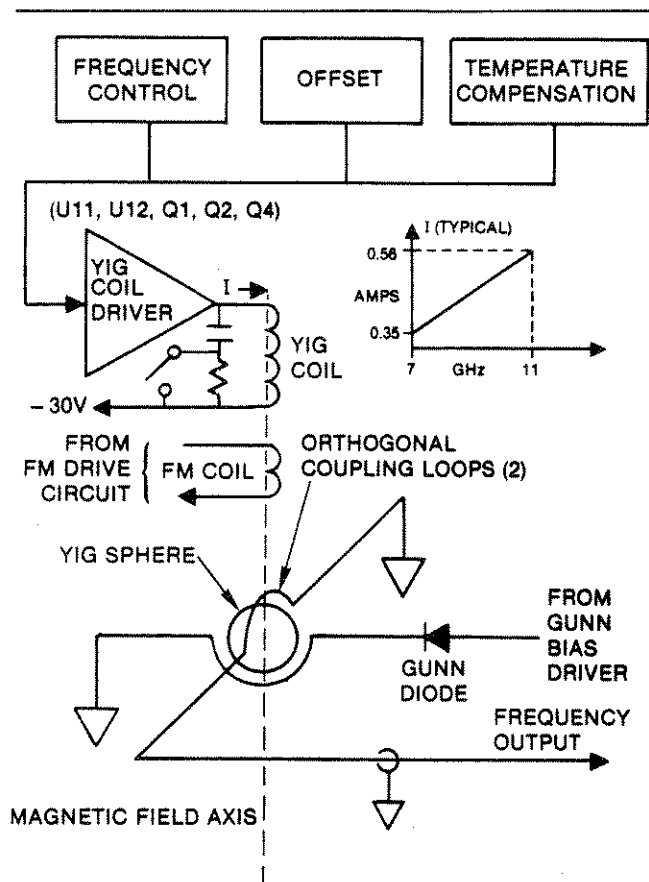 FREQUENCY
CONTROL
OFFSET
TEMPERATURE
COMPENSATION
(U11, U12, Q1, Q2, Q4)
YIG
COIL
DRIVER
I
YIG
COIL
– 30V
I (TYPICAL)
0.56
AMPS
0.35
7
GHz
11
FROM
FM DRIVE
CIRCUIT
FM COIL
ORTHOGONAL
COUPLING LOOPS (2)
YIG SPHERE
FROM
GUNN
BIAS
DRIVER
GUNN
DIODE
FREQUENCY
OUTPUT
MAGNETIC FIELD AXIS